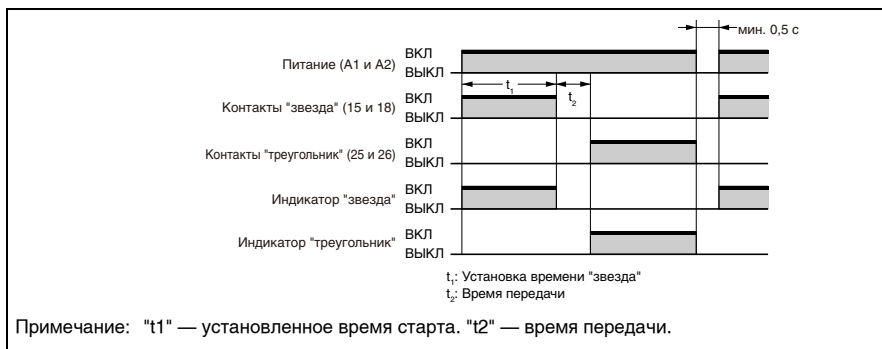 мин. 0,5 с
Питание (A1 и A2)
ВКЛ
ВЫКЛ
t1
t2
Контакты "звезда" (15 и 18)
ВКЛ
ВЫКЛ
Контакты "треугольник" (25 и 26)
ВКЛ
ВЫКЛ
Индикатор "звезда"
ВКЛ
ВЫКЛ
Индикатор "треугольник"
ВКЛ
ВЫКЛ
t1: Установка времени "звезда"
t2: Время передачи
Примечание: "t1" — установленное время старта. "t2" — время передачи.